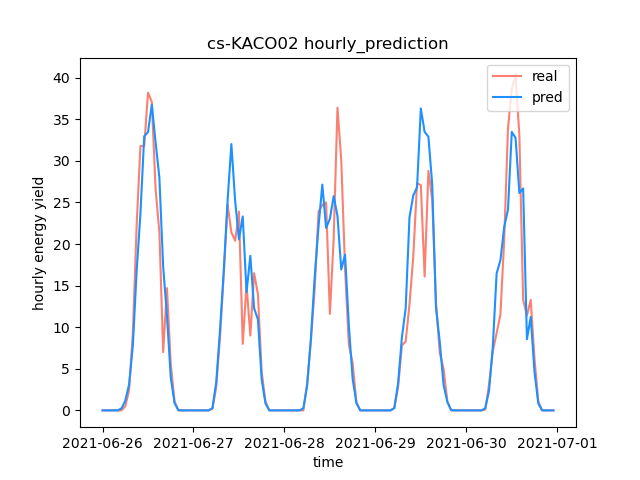 cs-KACO02 hourly_prediction
real
pred
hourly energy yield
40
35
30
25
20
15
10
5
0
2021-06-26 2021-06-27 2021-06-28 2021-06-29 2021-06-30 2021-07-01
time